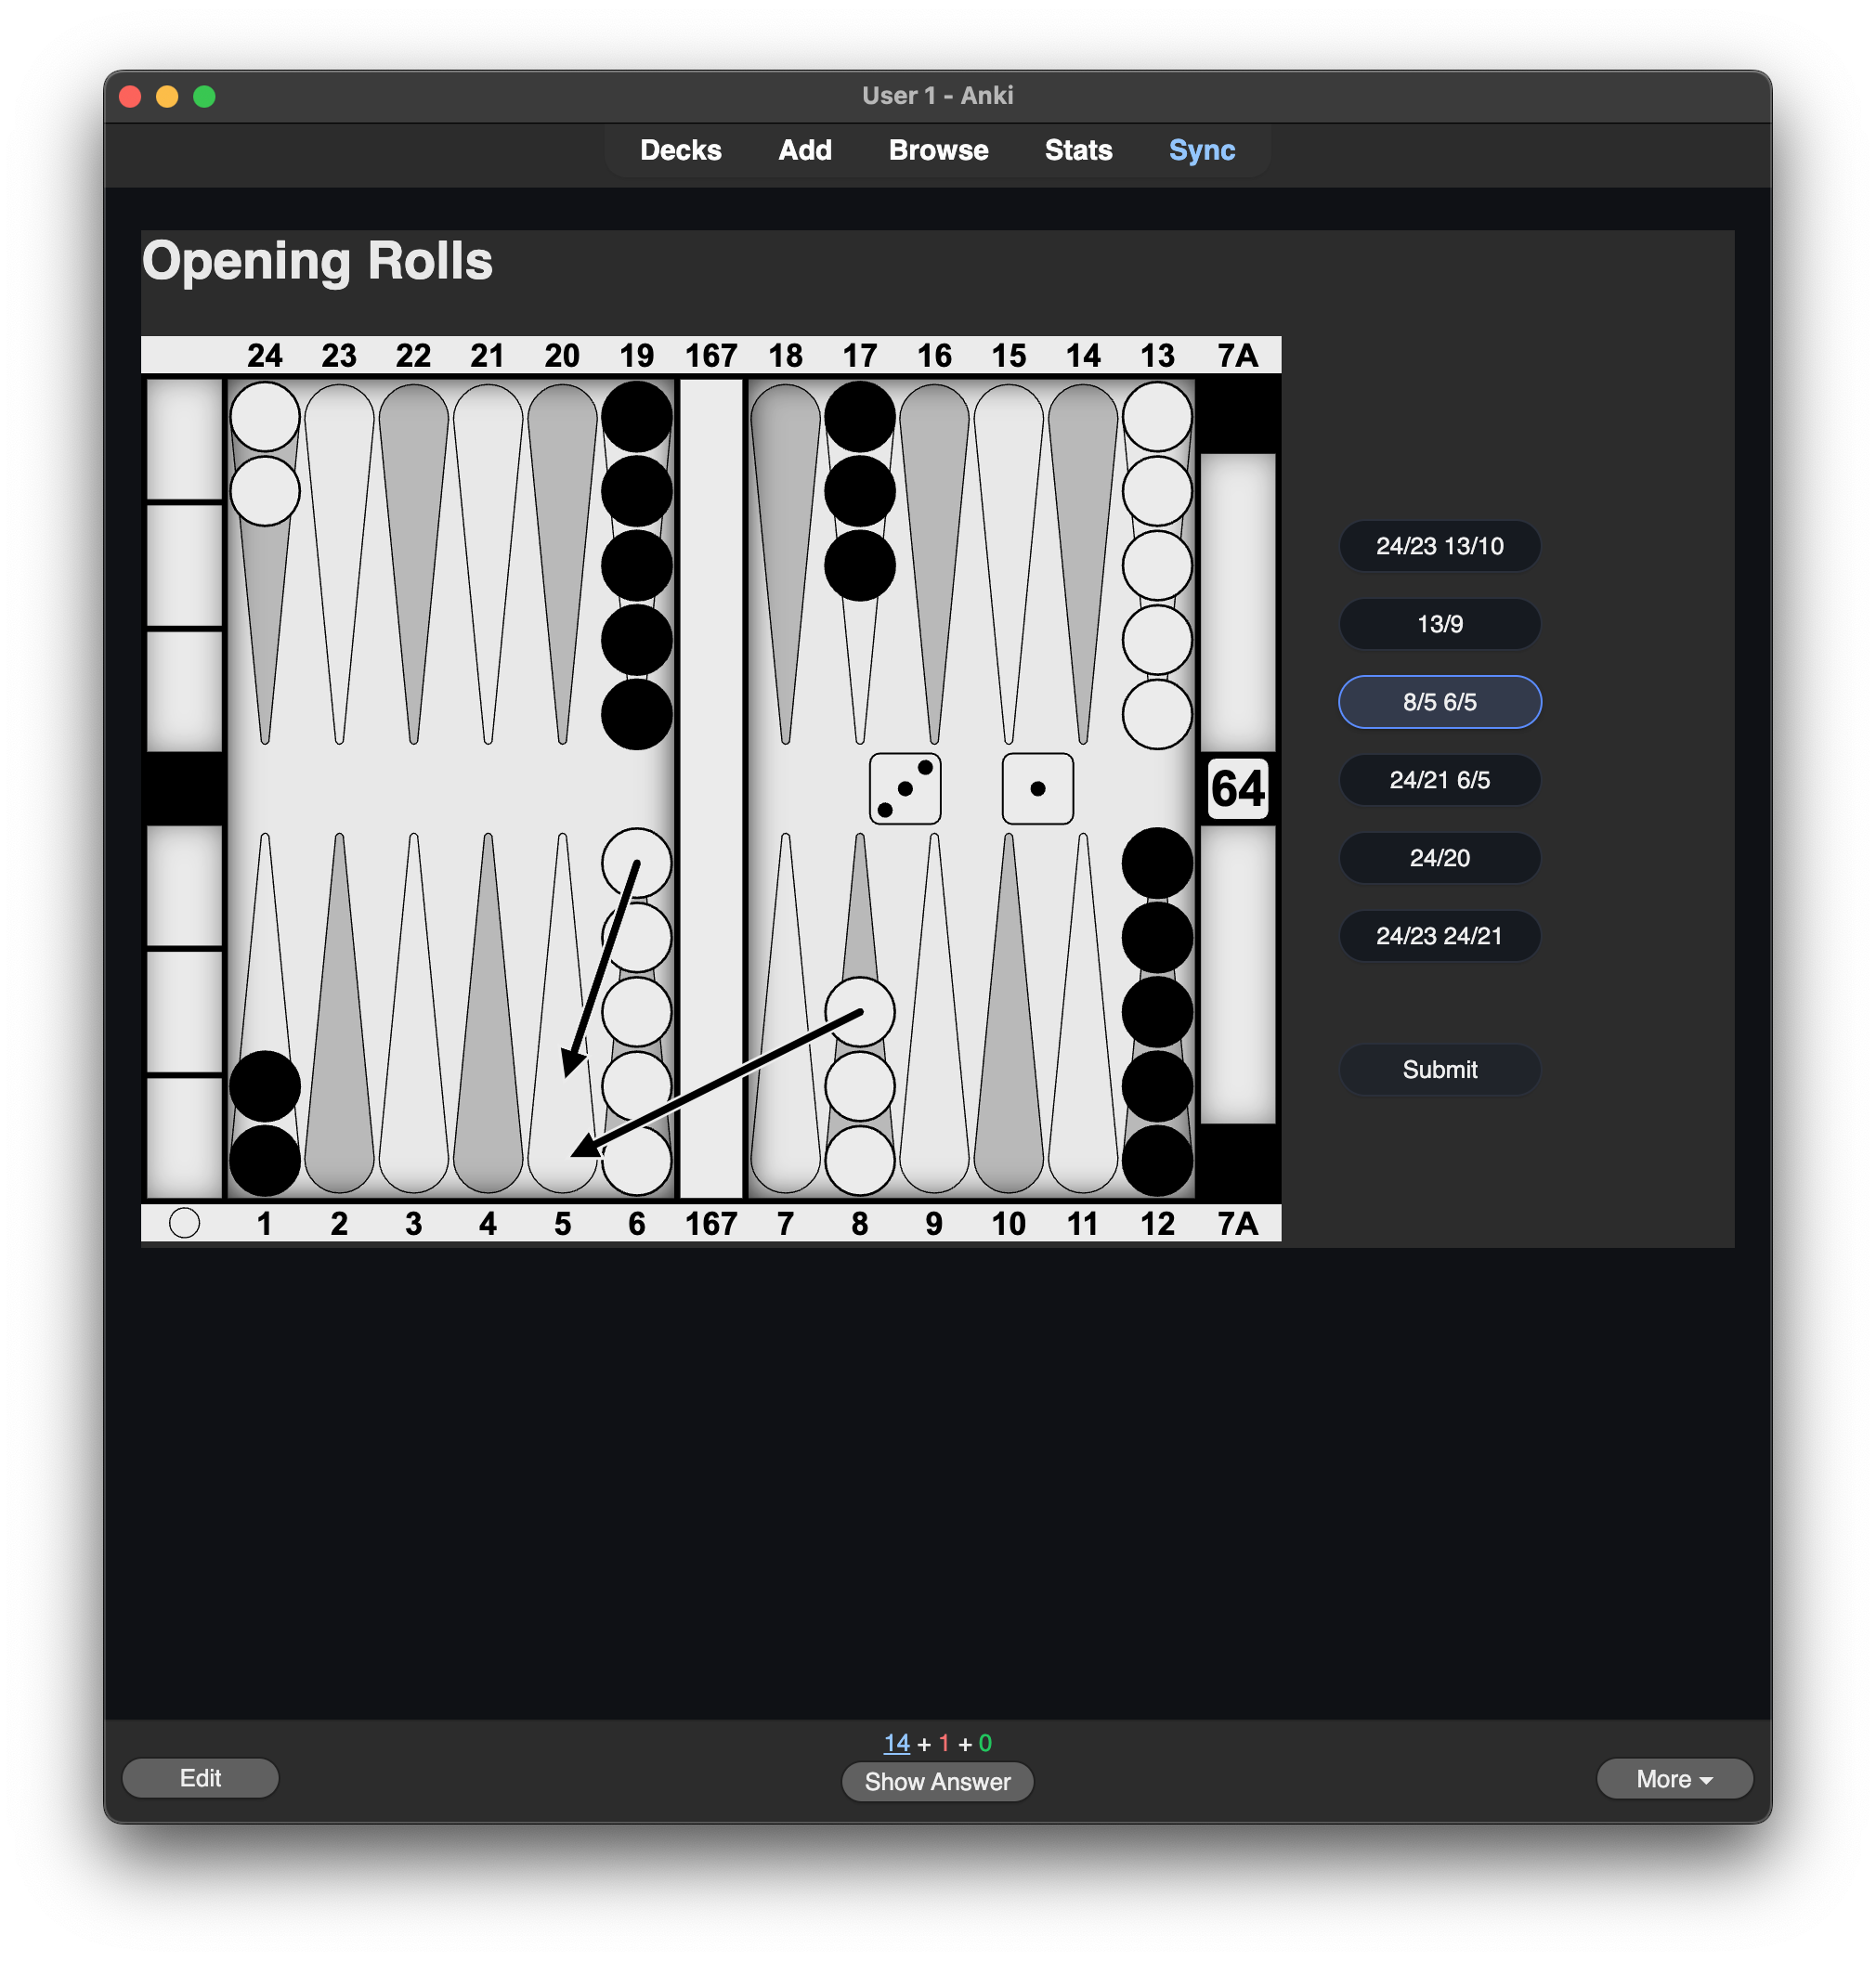 User 1 - Anki
Decks Add Browse Stats Sync
Opening Rolls
24 23 22 21 20 19 167 18 17 16 15 14 13 7A
24/23 13/10
13/9
8/5 6/5
64
24/21 6/5
24/20
24/23 24/21
Submit
1 2 3 4 5 6 167 7 8 9 10 11 12 7A
14 + 1 + 0
Edit Show Answer More